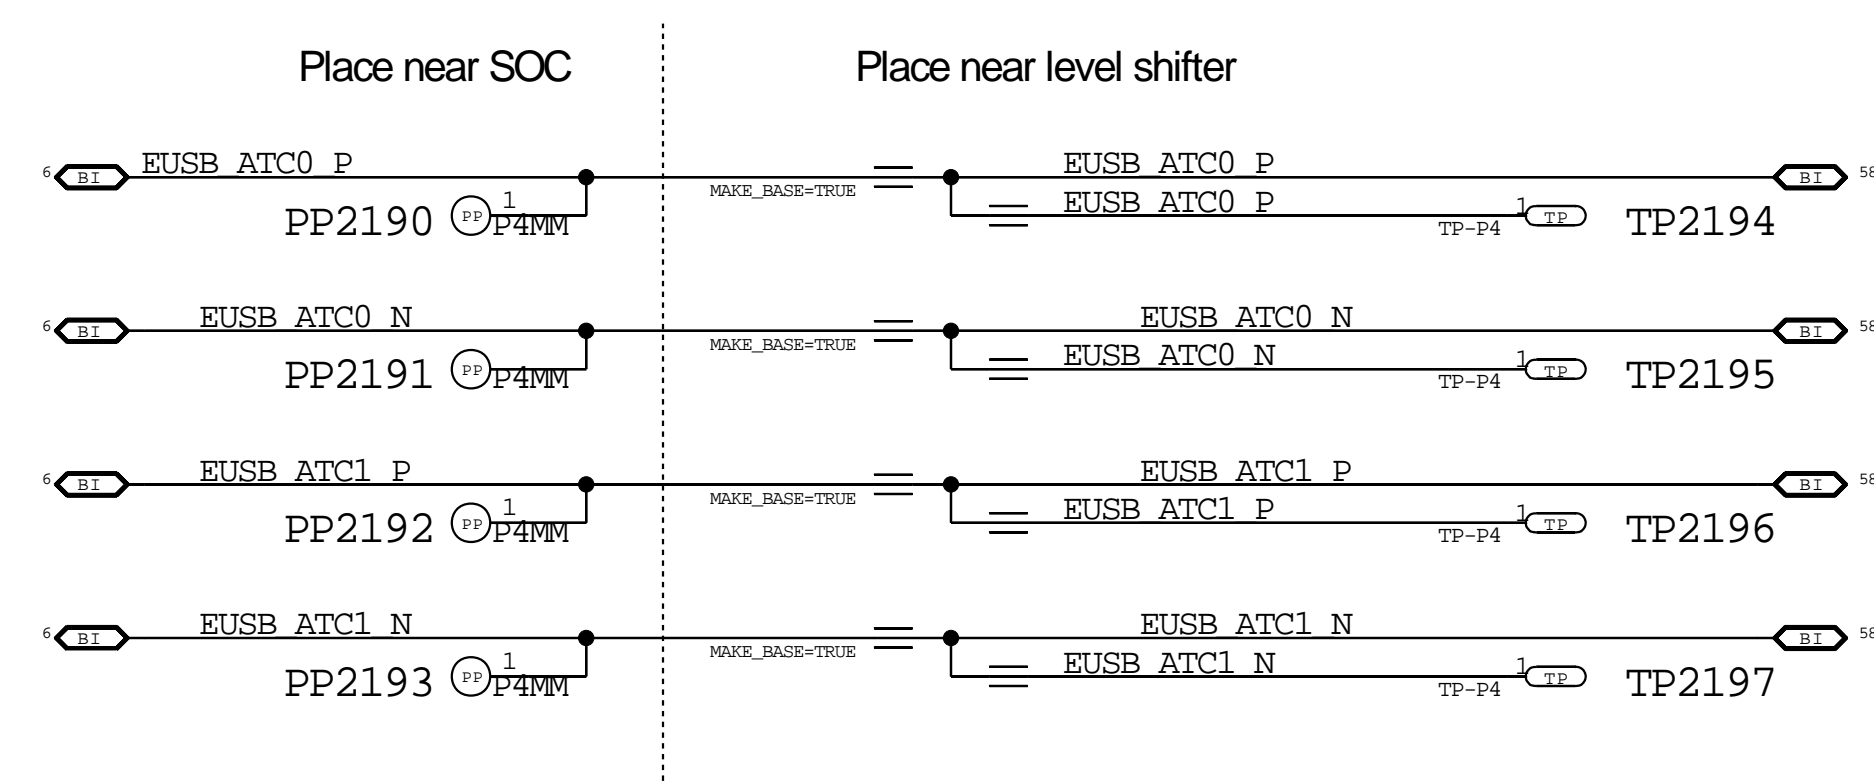 Place near SOC
Place near level shifter
6 BI EUSB_ATC0_P MAKE_BASE=TRUE EUSB_ATC0_P BI 58
PP2190 PP 1 P4MM EUSB_ATC0_P TP-P4 1 TP TP2194
6 BI EUSB_ATC0_N MAKE_BASE=TRUE EUSB_ATC0_N BI 58
PP2191 PP 1 P4MM EUSB_ATC0_N TP-P4 1 TP TP2195
6 BI EUSB_ATC1_P MAKE_BASE=TRUE EUSB_ATC1_P BI 58
PP2192 PP 1 P4MM EUSB_ATC1_P TP-P4 1 TP TP2196
6 BI EUSB_ATC1_N MAKE_BASE=TRUE EUSB_ATC1_N BI 58
PP2193 PP 1 P4MM EUSB_ATC1_N TP-P4 1 TP TP2197